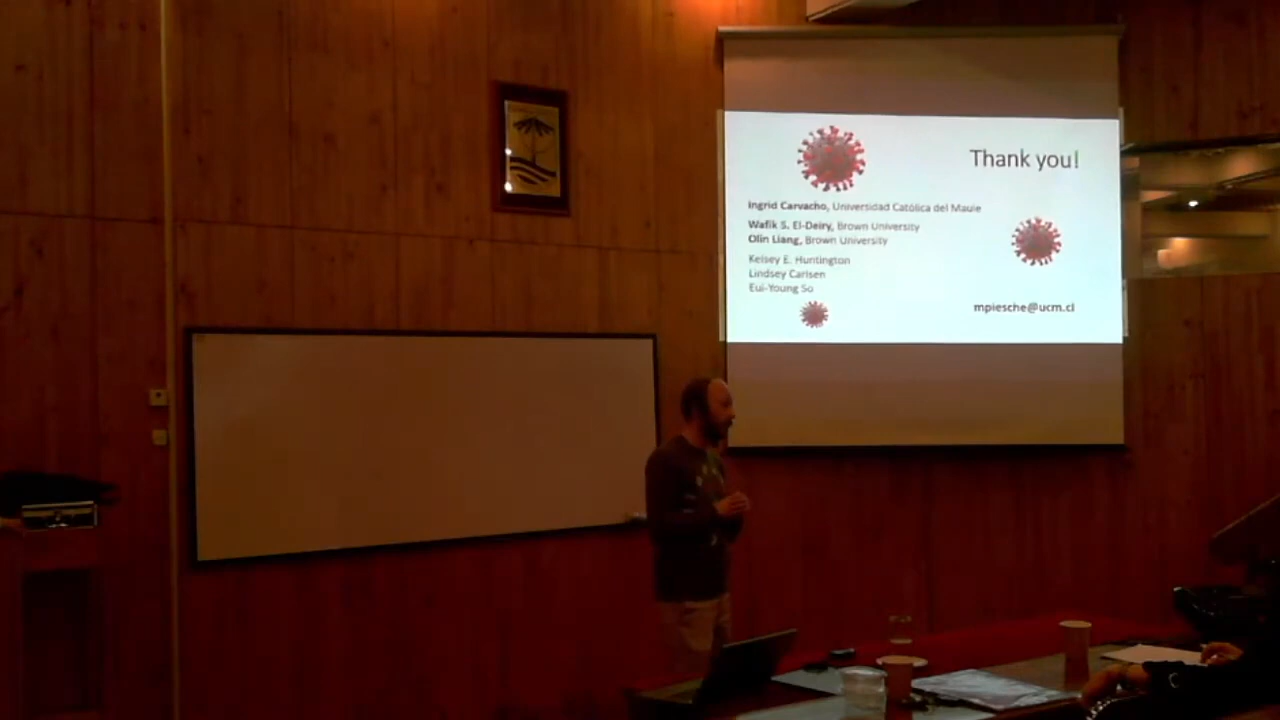 Thank you!
Ingrid Carvacho, Universidad Católica del Maule
Wafik S. El-Deiry, Brown University
Olin Liang, Brown University
Kelsey E. Huntington
Lindsey Carlsen
Eui-Young So
mpiesche@ucm.cl